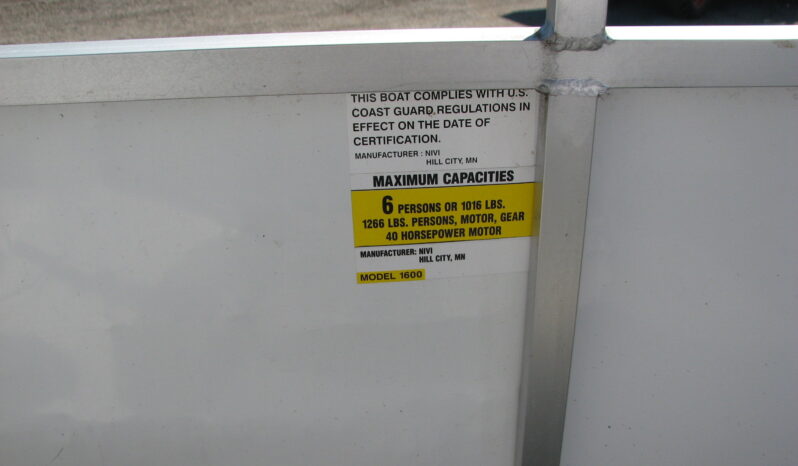 THIS BOAT COMPLIES WITH U.S.
COAST GUARD REGULATIONS IN
EFFECT ON THE DATE OF
CERTIFICATION.
MANUFACTURER : NIVI
HILL CITY, MN
MAXIMUM CAPACITIES
6 PERSONS OR 1016 LBS.
1266 LBS. PERSONS, MOTOR, GEAR
40 HORSEPOWER MOTOR
MANUFACTURER: NIVI
HILL CITY, MN
MODEL 1600